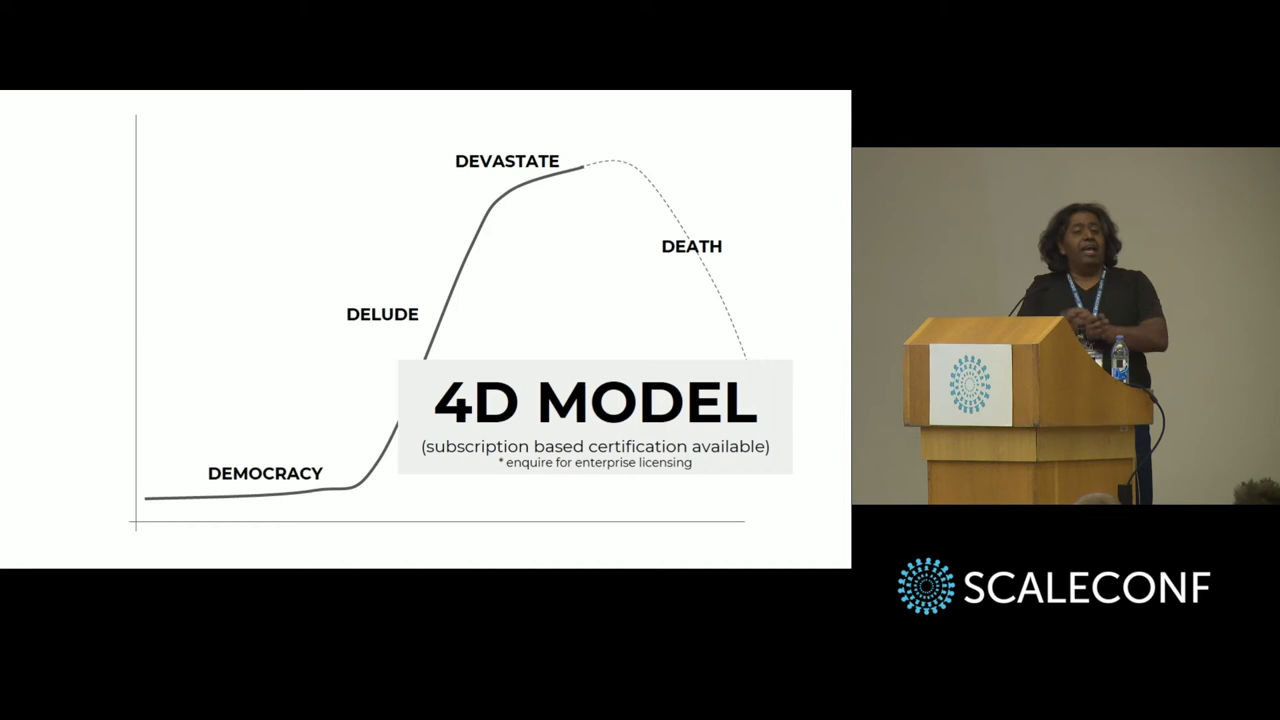 DEVASTATE
DEATH
DELUDE
4D MODEL
(subscription based certification available)
* enquire for enterprise licensing
DEMOCRACY
SCALECONF